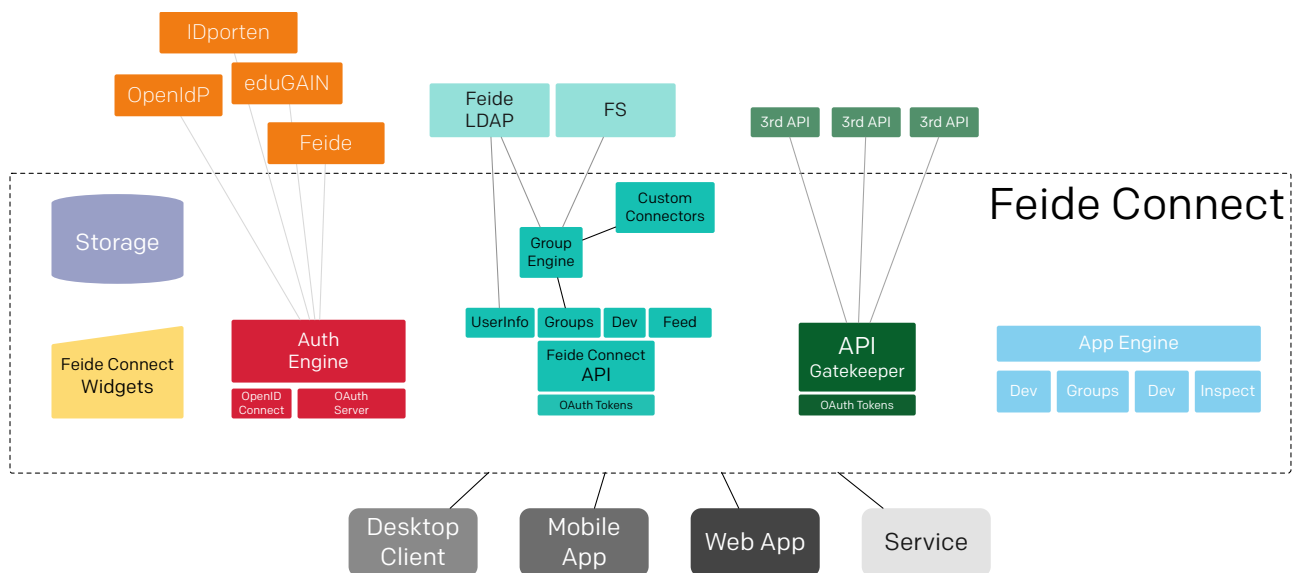 IDporten
OpenIdP
eduGAIN
Feide
Feide
LDAP
FS
3rd API
3rd API
3rd API
Feide Connect
Storage
Custom
Connectors
Group
Engine
UserInfo
Groups
Dev
Feed
Feide Connect
API
OAuth Tokens
Feide Connect
Widgets
Auth
Engine
OpenID
Connect
OAuth
Server
API
Gatekeeper
OAuth Tokens
App Engine
Dev
Groups
Dev
Inspect
Desktop
Client
Mobile
App
Web App
Service